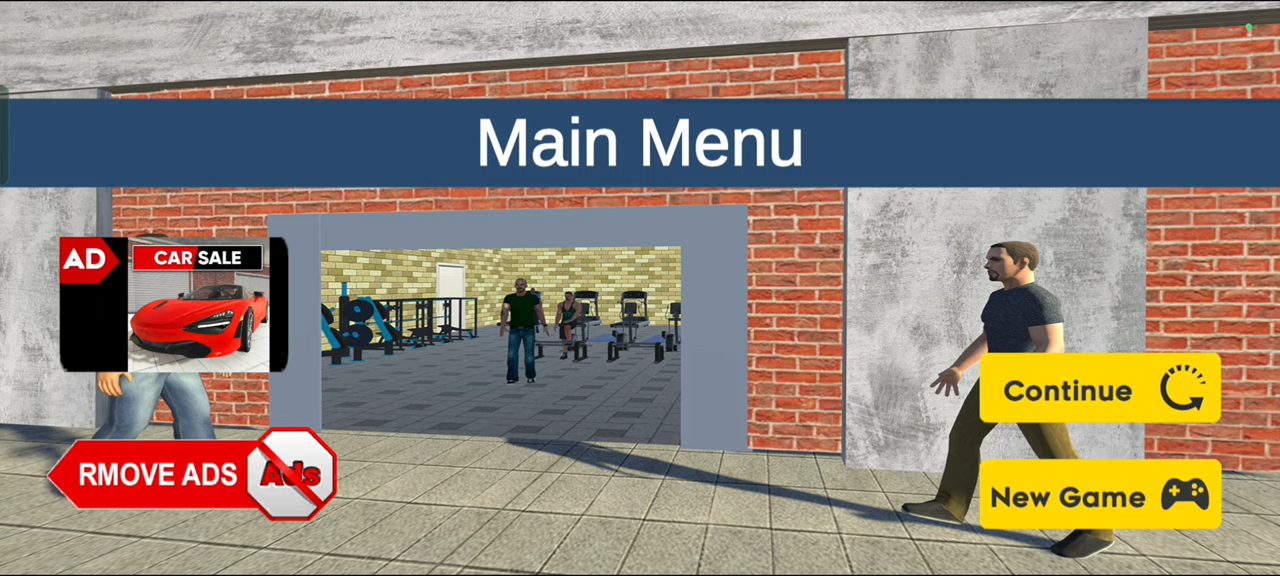 Main Menu
AD
CAR SALE
Continue
RMOVE ADS
Ads
New Game